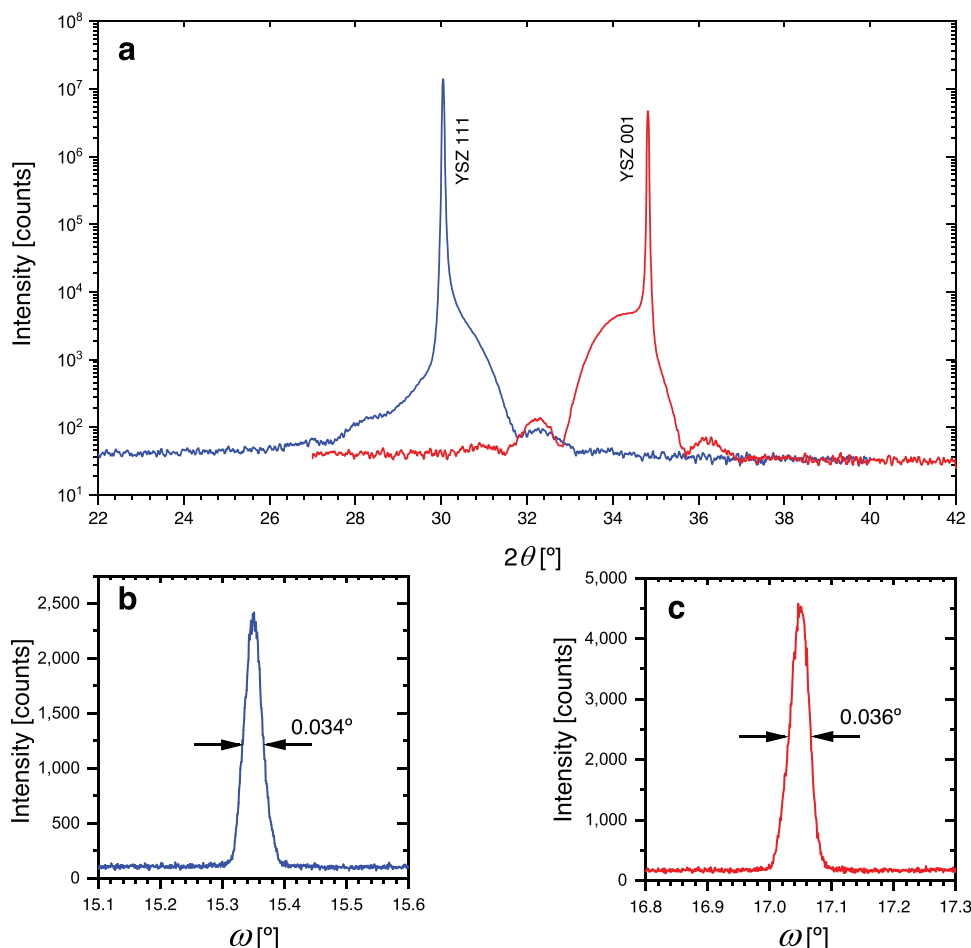 a
Intensity [counts]
10⁸
10⁷
10⁶
10⁵
10⁴
10³
10²
10¹
YSZ 111
YSZ 001
22 24 26 28 30 32 33 34 36 38 40 42
2θ [º]
b
Intensity [counts]
2,500
2,000
1,500
1,000
500
0
0.034º
15.1 15.2 15.3 15.4 15.5 15.6
ω [º]
c
Intensity [counts]
5,000
4,000
3,000
2,000
1,000
0
0.036º
16.8 16.9 17.0 17.1 17.2 17.3
ω [º]